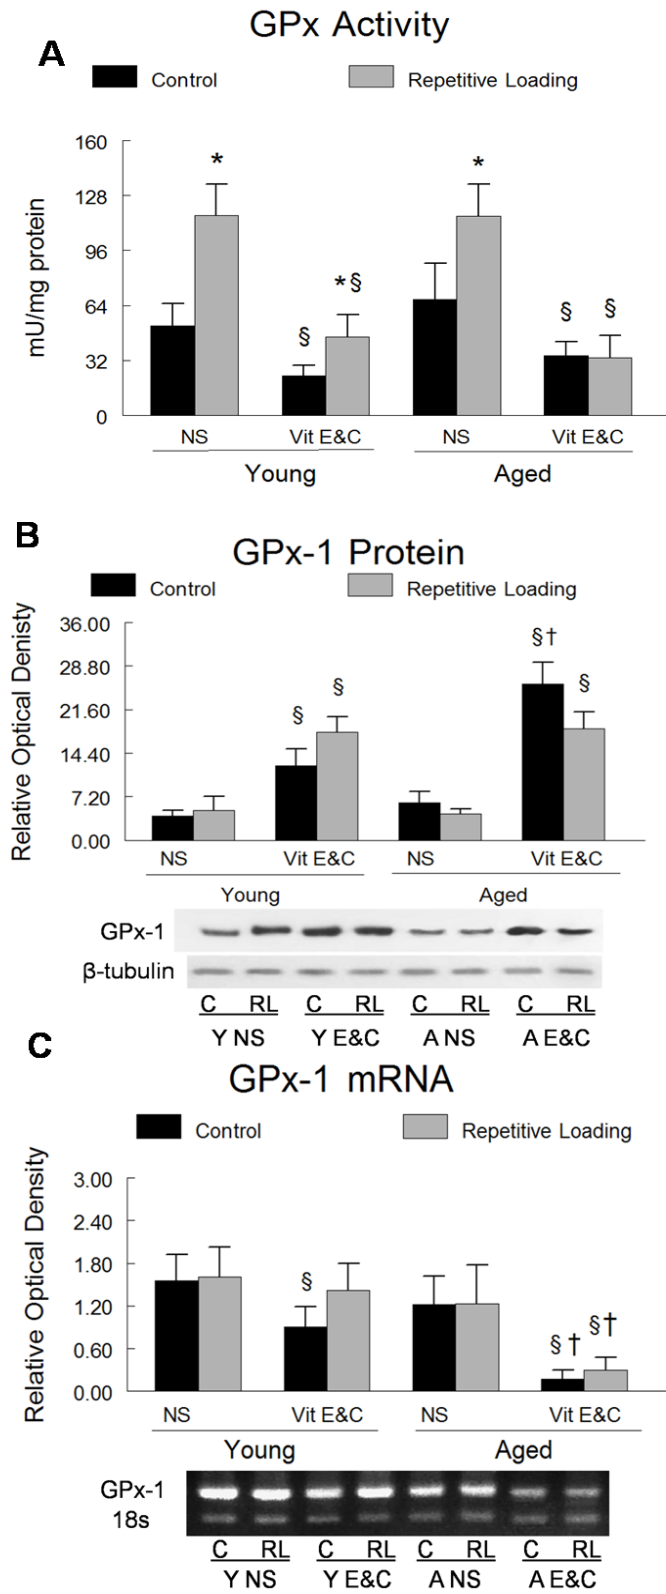 GPx Activity
A
Control Repetitive Loading
160
128
96
64
32
0
mU/mg protein
* *
* §
§ § §
NS Vit E&C NS Vit E&C
Young Aged
B
GPx-1 Protein
Control Repetitive Loading
36.00
28.80
21.60
14.40
7.20
0.00
Relative Optical Denisty
§ § §† §
NS Vit E&C NS Vit E&C
Young Aged
GPx-1
β-tubulin
C RL C RL C RL C RL
Y NS Y E&C A NS A E&C
C
GPx-1 mRNA
Control Repetitive Loading
3.00
2.40
1.80
1.20
0.60
0.00
Relative Optical Density
§ §† §†
NS Vit E&C NS Vit E&C
Young Aged
GPx-1
18s
C RL C RL C RL C RL
Y NS Y E&C A NS A E&C